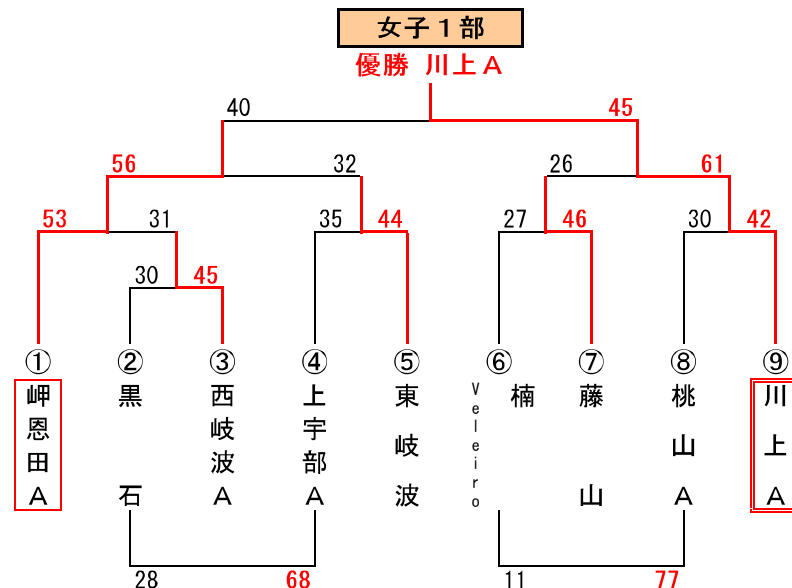 女子１部
優勝 川上Ａ
40 45
56 32 26 61
53 31 35 44 27 46 30 42
30 45
① ② ③ ④ ⑤ ⑥ ⑦ ⑧ ⑨
岬恩田Ａ
黒石
西岐波Ａ
上宇部Ａ
東岐波
楠
Veleiro
藤山
桃山Ａ
川上Ａ
28 68 11 77